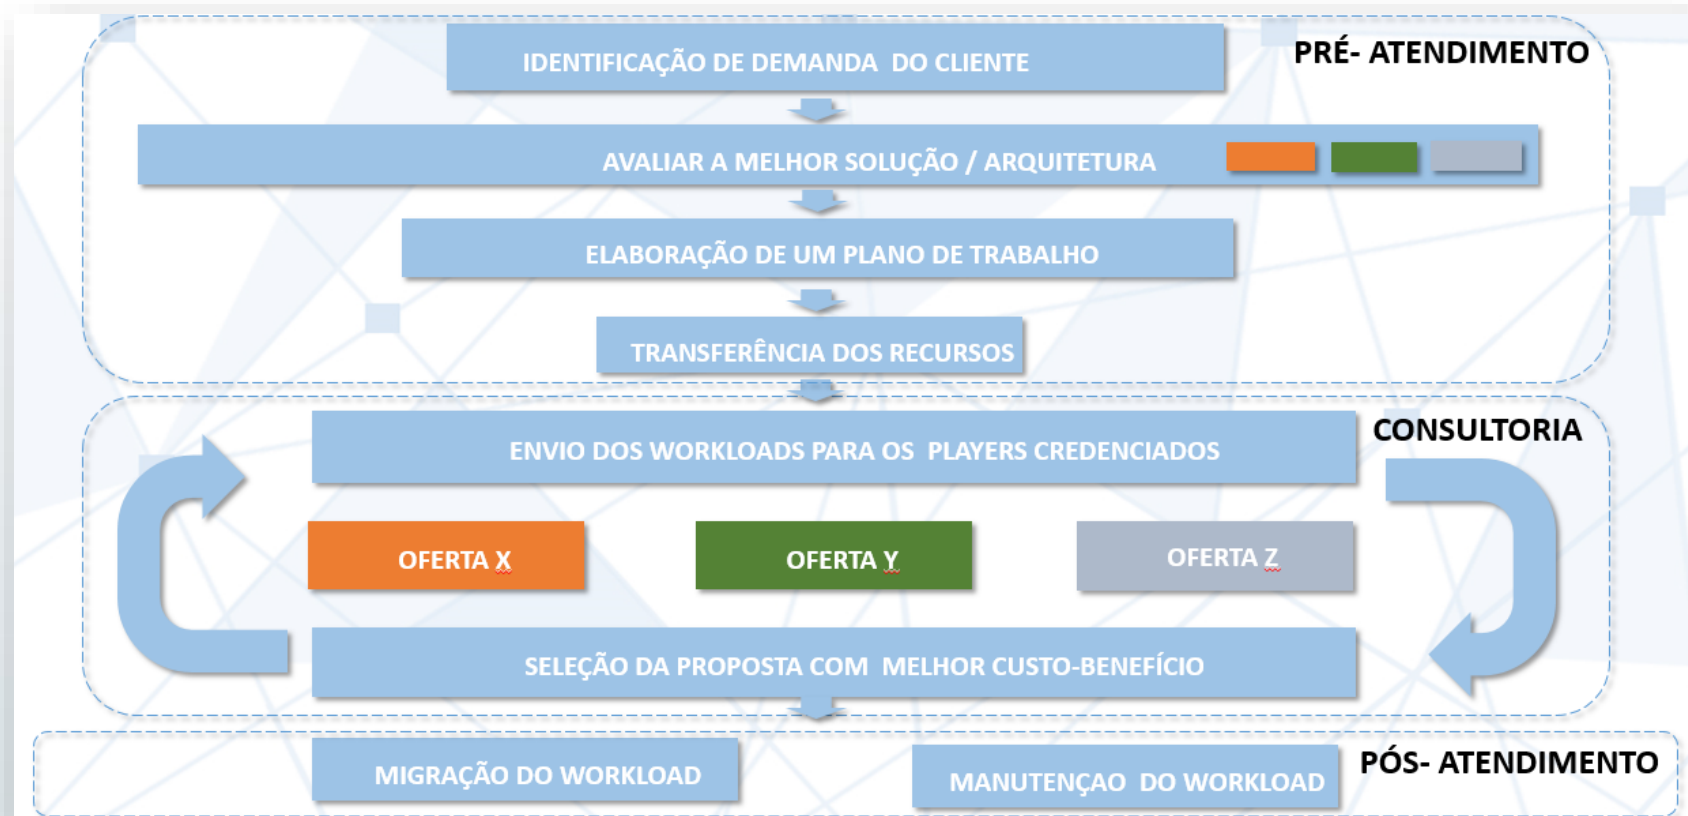 IDENTIFICAÇÃO DE DEMANDA DO CLIENTE
PRÉ- ATENDIMENTO
AVALIAR A MELHOR SOLUÇÃO / ARQUITETURA
ELABORAÇÃO DE UM PLANO DE TRABALHO
TRANSFERÊNCIA DOS RECURSOS
CONSULTORIA
ENVIO DOS WORKLOADS PARA OS PLAYERS CREDENCIADOS
OFERTA X
OFERTA Y
OFERTA Z
SELEÇÃO DA PROPOSTA COM MELHOR CUSTO-BENEFÍCIO
PÓS- ATENDIMENTO
MIGRAÇÃO DO WORKLOAD
MANUTENÇAO DO WORKLOAD